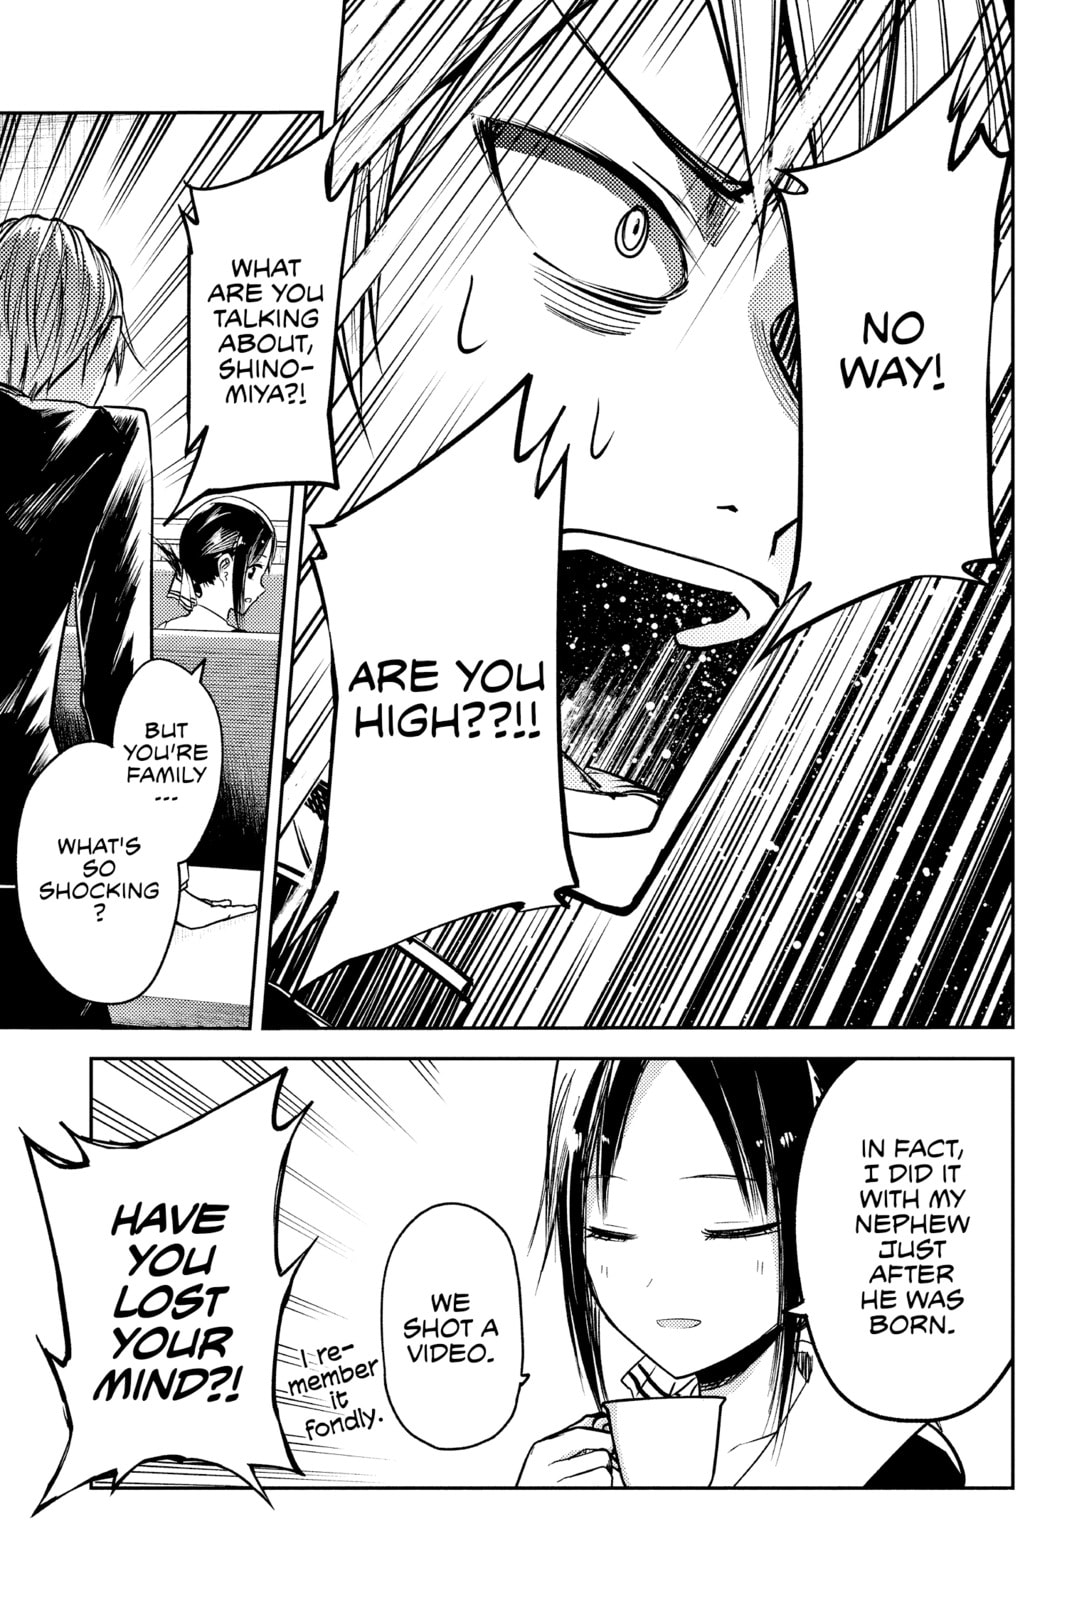 NO
WAY!
ARE YOU
HIGH??!!
WHAT
ARE YOU
TALKING
ABOUT,
SHINO-
MIYA?!
BUT
YOU'RE
FAMILY
...
WHAT'S
SO
SHOCKING
?
IN FACT,
I DID IT
WITH MY
NEPHEW
JUST
AFTER
HE WAS
BORN.
WE
SHOT A
VIDEO.
I re-
member
it
fondly.
HAVE
YOU
LOST
YOUR
MIND?!